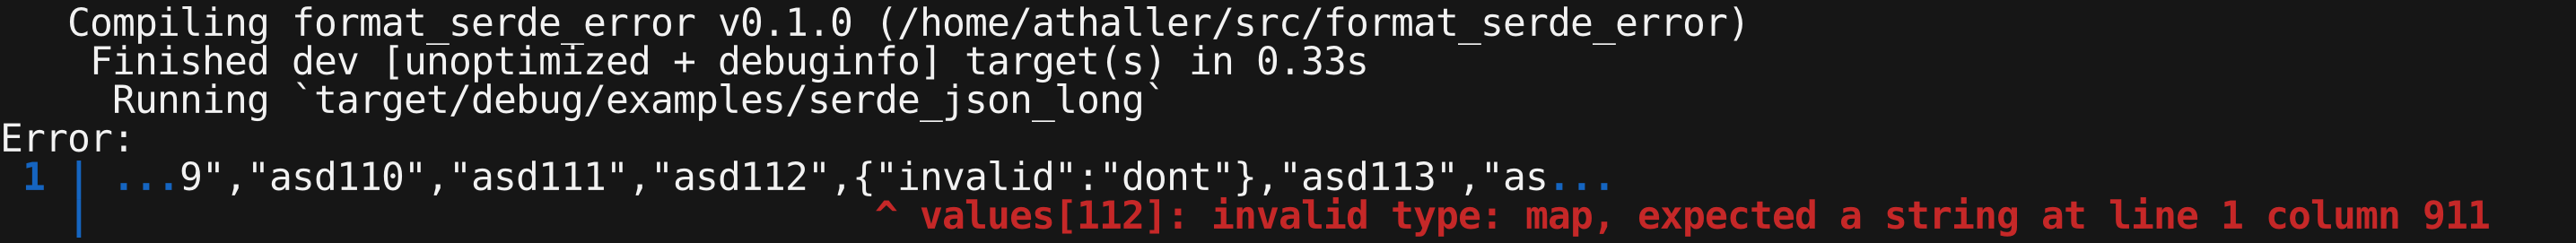 Compiling format_serde_error v0.1.0 (/home/athaller/src/format_serde_error)
    Finished dev [unoptimized + debuginfo] target(s) in 0.33s
     Running `target/debug/examples/serde_json_long`
Error:
 1 | ...9","asd110","asd111","asd112",{"invalid":"dont"},"asd113","as...
   |                                   ^ values[112]: invalid type: map, expected a string at line 1 column 911